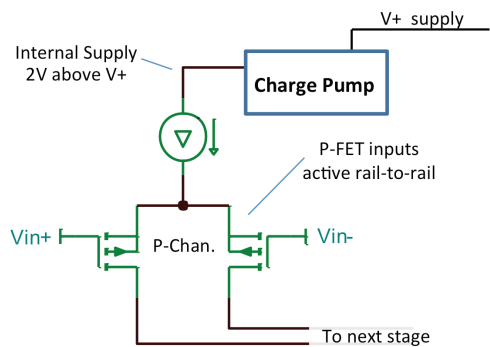 V+ supply
Internal Supply
2V above V+
Charge Pump
P-FET inputs
active rail-to-rail
Vin+
P-Chan.
Vin-
To next stage